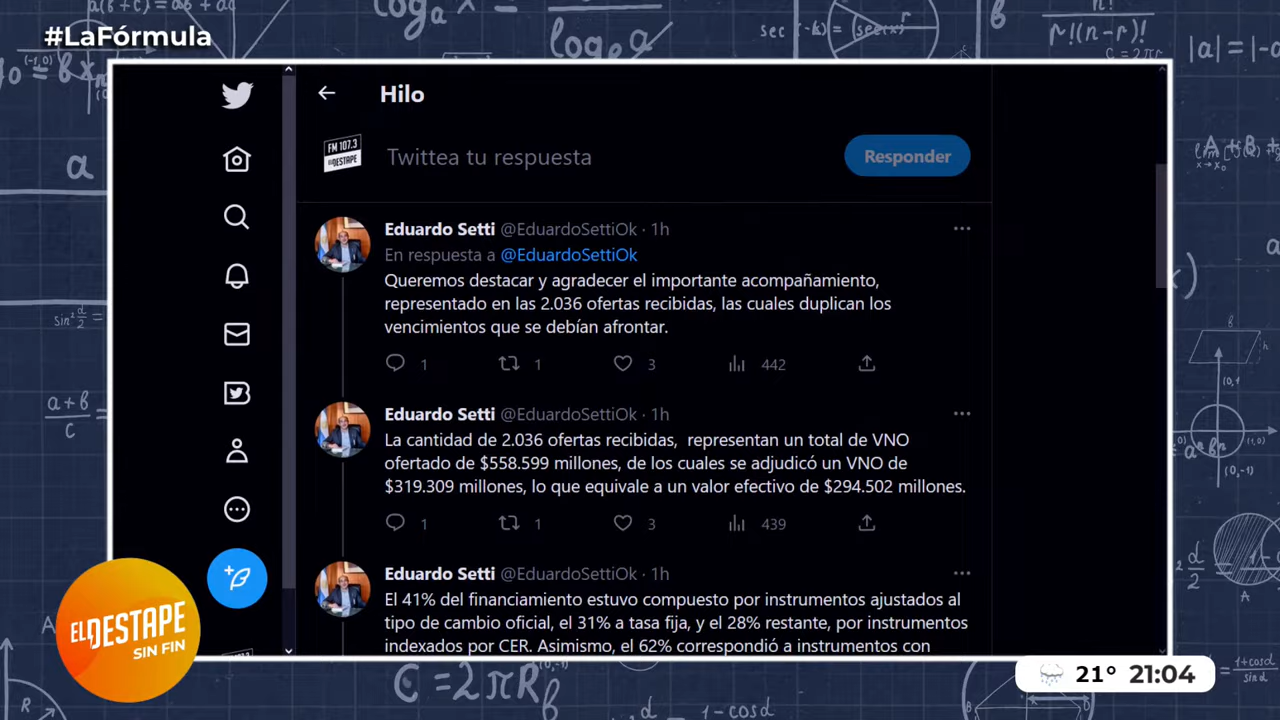 #LaFórmula
Hilo
FM 107.3
EL DESTAPE
Twittea tu respuesta
Responder
Eduardo Setti @EduardoSettiOk · 1h
En respuesta a @EduardoSettiOk
Queremos destacar y agradecer el importante acompañamiento,
representado en las 2.036 ofertas recibidas, las cuales duplican los
vencimientos que se debían afrontar.
1 1 3 442
Eduardo Setti @EduardoSettiOk · 1h
La cantidad de 2.036 ofertas recibidas,  representan un total de VNO
ofertado de $558.599 millones, de los cuales se adjudicó un VNO de
$319.309 millones, lo que equivale a un valor efectivo de $294.502 millones.
1 1 3 439
Eduardo Setti @EduardoSettiOk · 1h
El 41% del financiamiento estuvo compuesto por instrumentos ajustados al
tipo de cambio oficial, el 31% a tasa fija, y el 28% restante, por instrumentos
indexados por CER. Asimismo, el 62% correspondió a instrumentos con
EL DESTAPE
SIN FIN
21° 21:04
C = 2πR